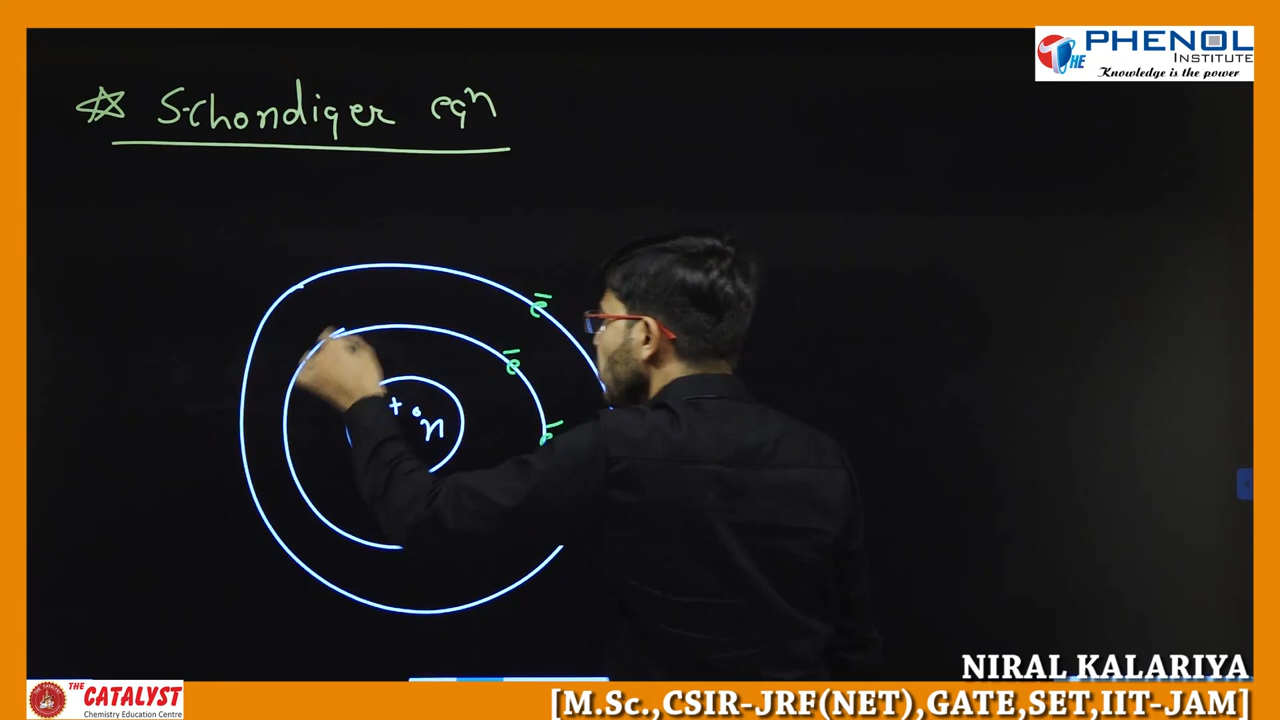 THE PHENOL
INSTITUTE
Knowledge is the power
☆ Schondiger eqⁿ
e̅
e̅
e̅
+ n
NIRAL KALARIYA
[M.Sc.,CSIR-JRF(NET),GATE,SET,IIT-JAM]
THE CATALYST
Chemistry Education Centre